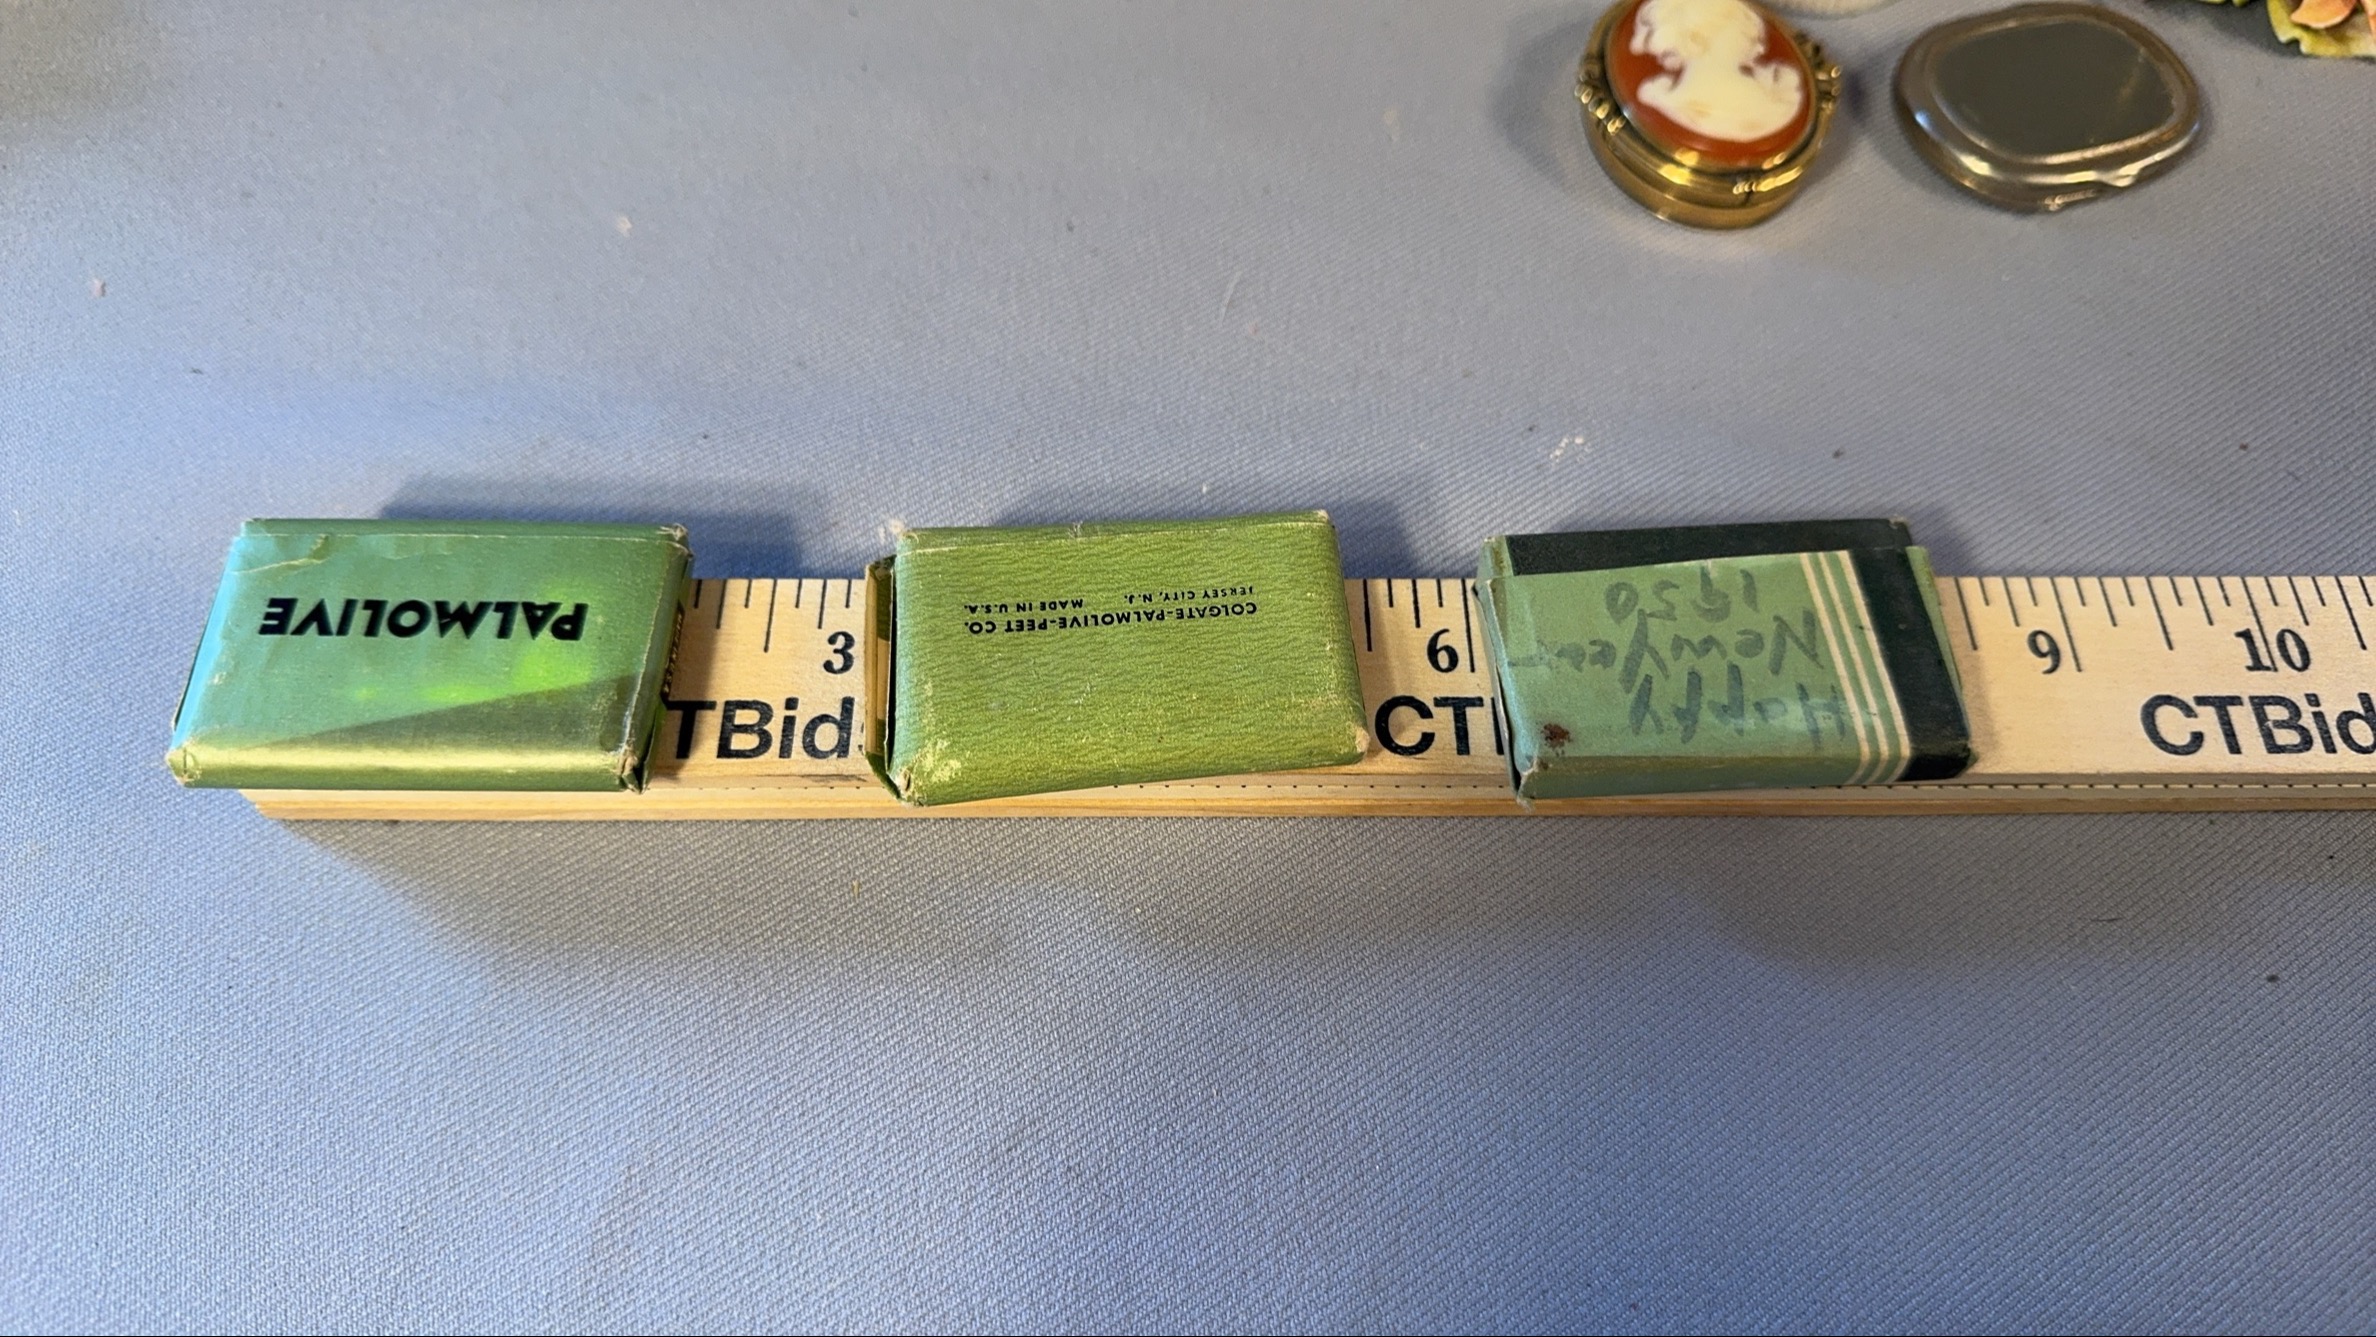 PALMOLIVE
COLGATE-PALMOLIVE-PEET CO.
JERSEY CITY, N.J. MADE IN U.S.A.
Happy
New Year
1950
3
6
9
10
TBid
CT
CTBid